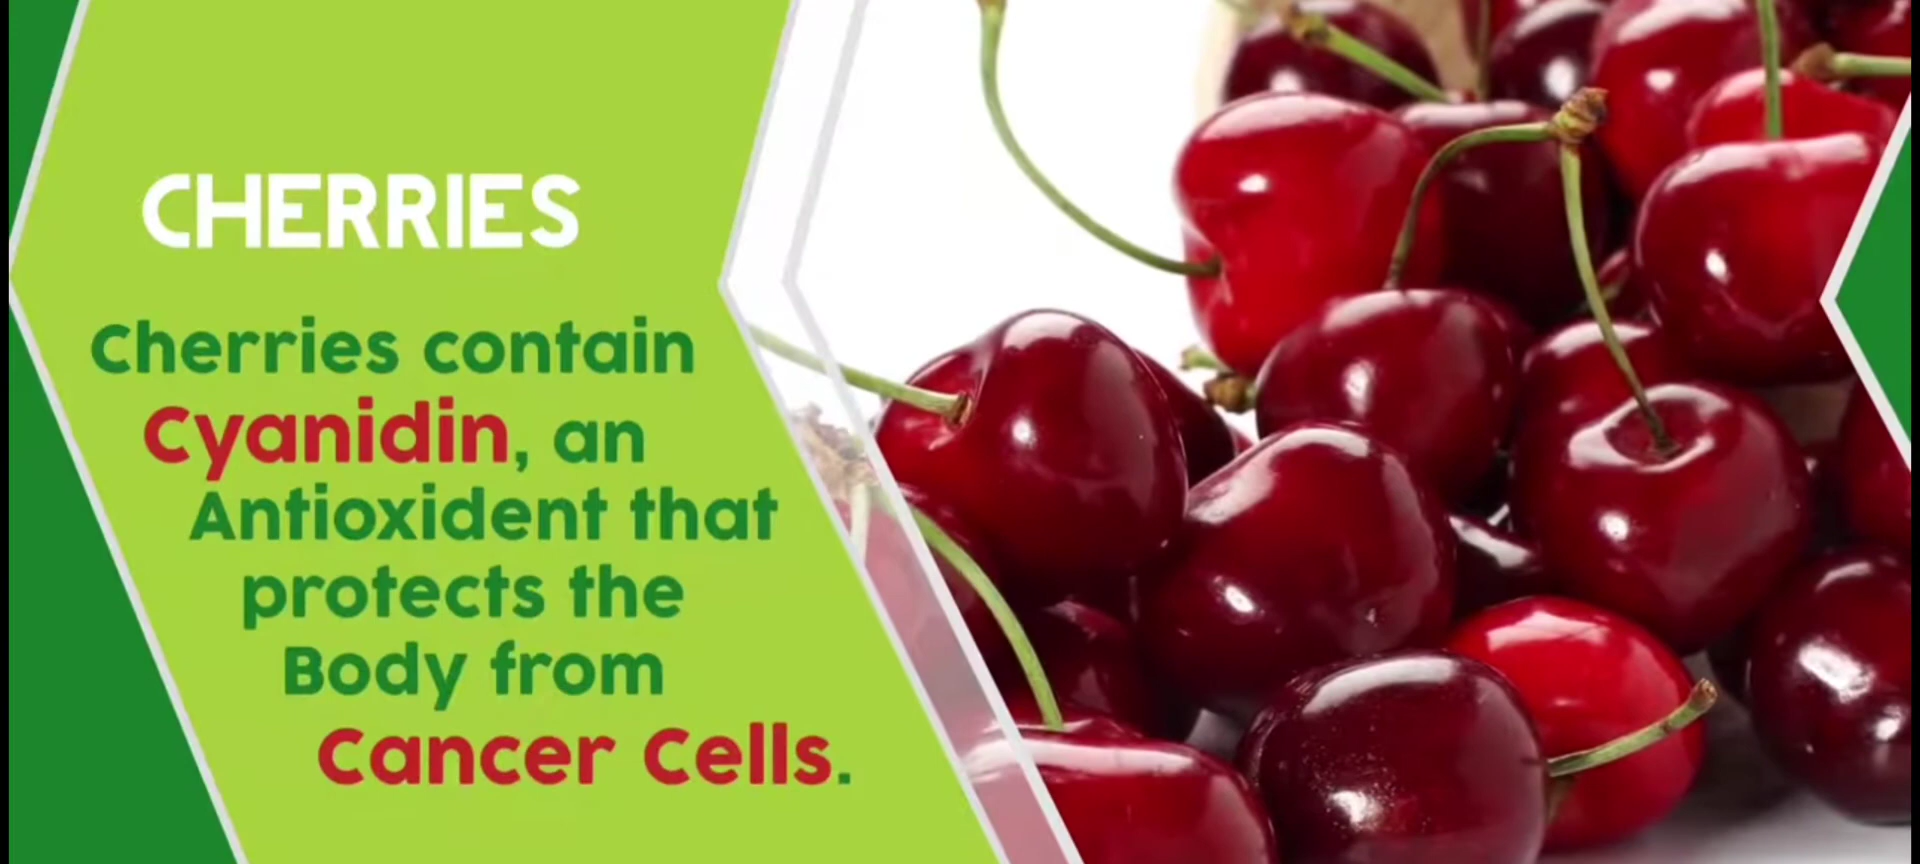 CHERRIES
Cherries contain
Cyanidin, an
Antioxident that
protects the
Body from
Cancer Cells.